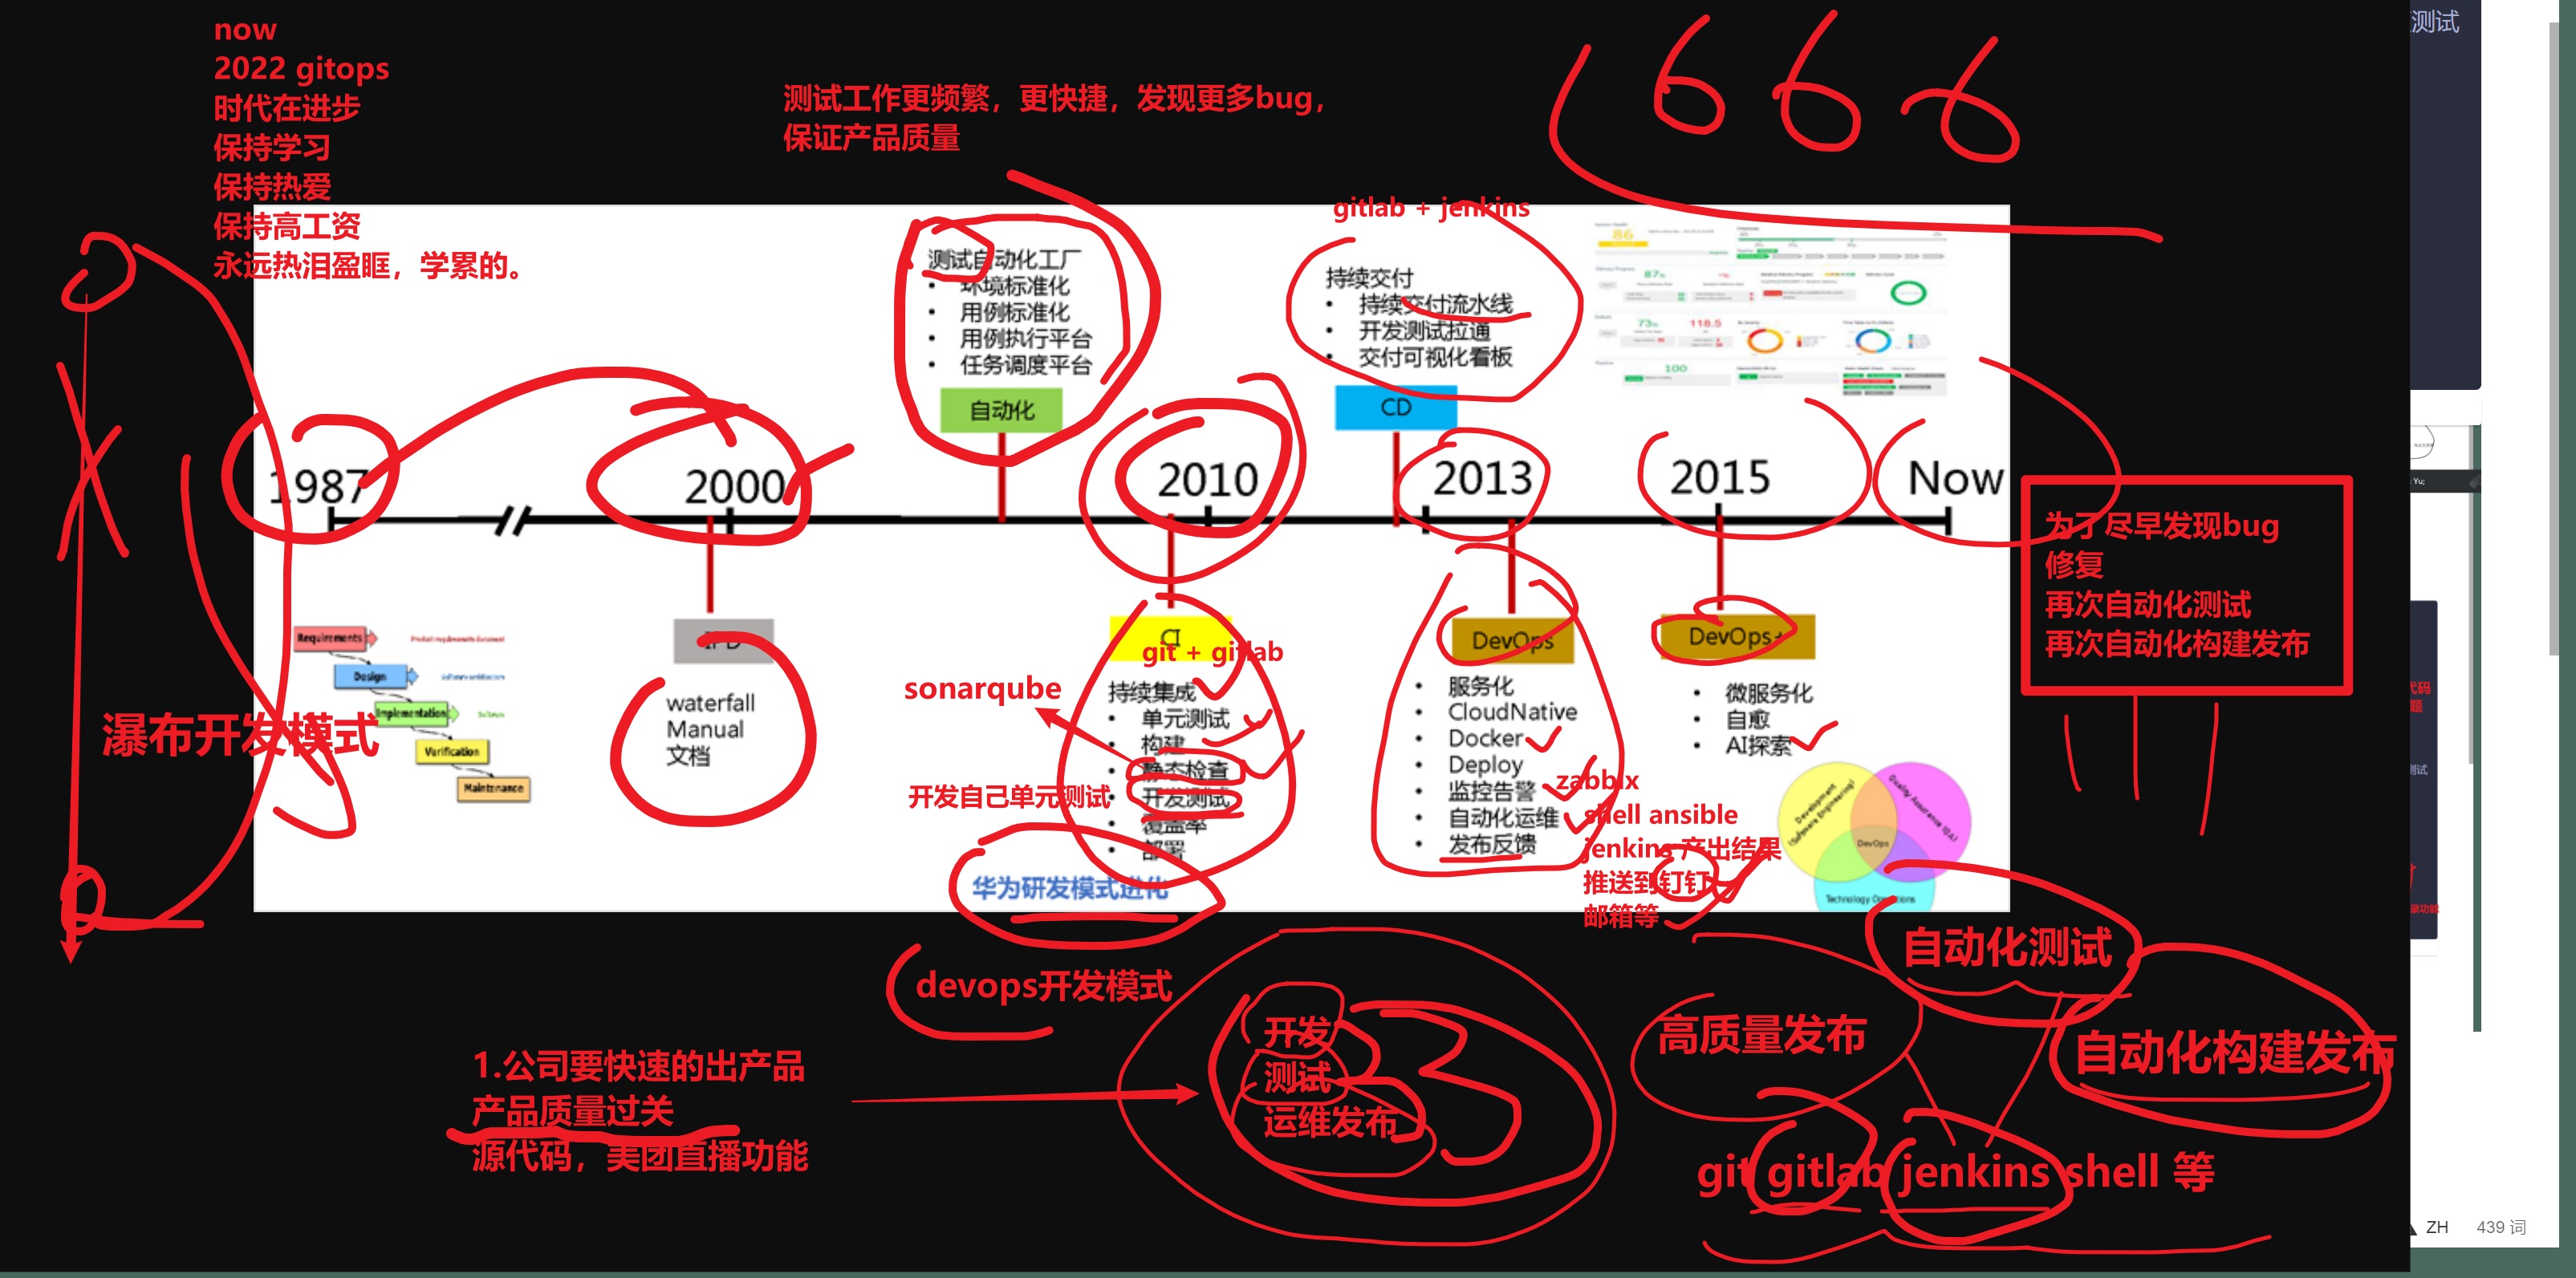 now
2022 gitops
时代在进步
保持学习
保持热爱
保持高工资
永远热泪盈眶，学累的。
测试工作更频繁，更快捷，发现更多bug，
保证产品质量
666
测试
gitlab + jenkins
测试自动化工厂
• 环境标准化
• 用例标准化
• 用例执行平台
• 任务调度平台
自动化
持续交付
• 持续交付流水线
• 开发测试拉通
• 交付可视化看板
CD
86
87%
73%
118.5
100
1987
2000
2010
2013
2015
Now
为了尽早发现bug
修复
再次自动化测试
再次自动化构建发布
Requirements
Product requirements document
Design
Software architecture
Implementation
Software
Verification
Maintenance
瀑布开发模式
IPD
waterfall
Manual
文档
CI
git + gitlab
sonarqube
持续集成
• 单元测试
• 构建
• 静态检查
• 开发测试
• 覆盖率
• 部署
开发自己单元测试
华为研发模式进化
DevOps
• 服务化
• CloudNative
• Docker
• Deploy
• 监控告警
• 自动化运维
• 发布反馈
zabbix
shell ansible
jenkins 产出结果
推送到钉钉
邮箱等
DevOps+
• 微服务化
• 自愈
• AI探索
Development
(Software Engineering)
Quality Assurance (QA)
DevOps
Technology Operations
devops开发模式
自动化测试
高质量发布
自动化构建发布
git gitlab jenkins shell 等
1.公司要快速的出产品
产品质量过关
源代码，美团直播功能
开发
测试
运维发布
3
ZH
439 词